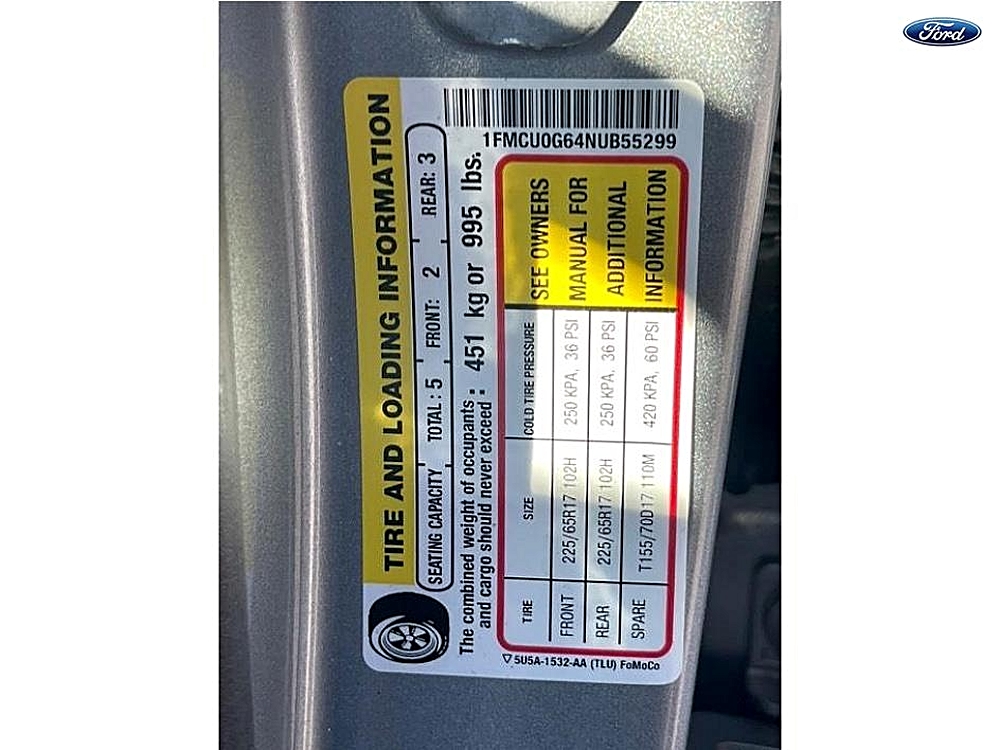 Ford
TIRE AND LOADING INFORMATION
SEATING CAPACITY TOTAL : 5 FRONT: 2 REAR: 3
The combined weight of occupants and cargo should never exceed : 451 kg or 995 lbs.
1FMCU0G64NUB55299
TIRE SIZE COLD TIRE PRESSURE
FRONT 225/65R17 102H 250 KPA, 36 PSI
REAR 225/65R17 102H 250 KPA, 36 PSI
SPARE T155/70D17 110M 420 KPA, 60 PSI
SEE OWNERS
MANUAL FOR
ADDITIONAL
INFORMATION
5U5A-1532-AA (TLU) FoMoCo